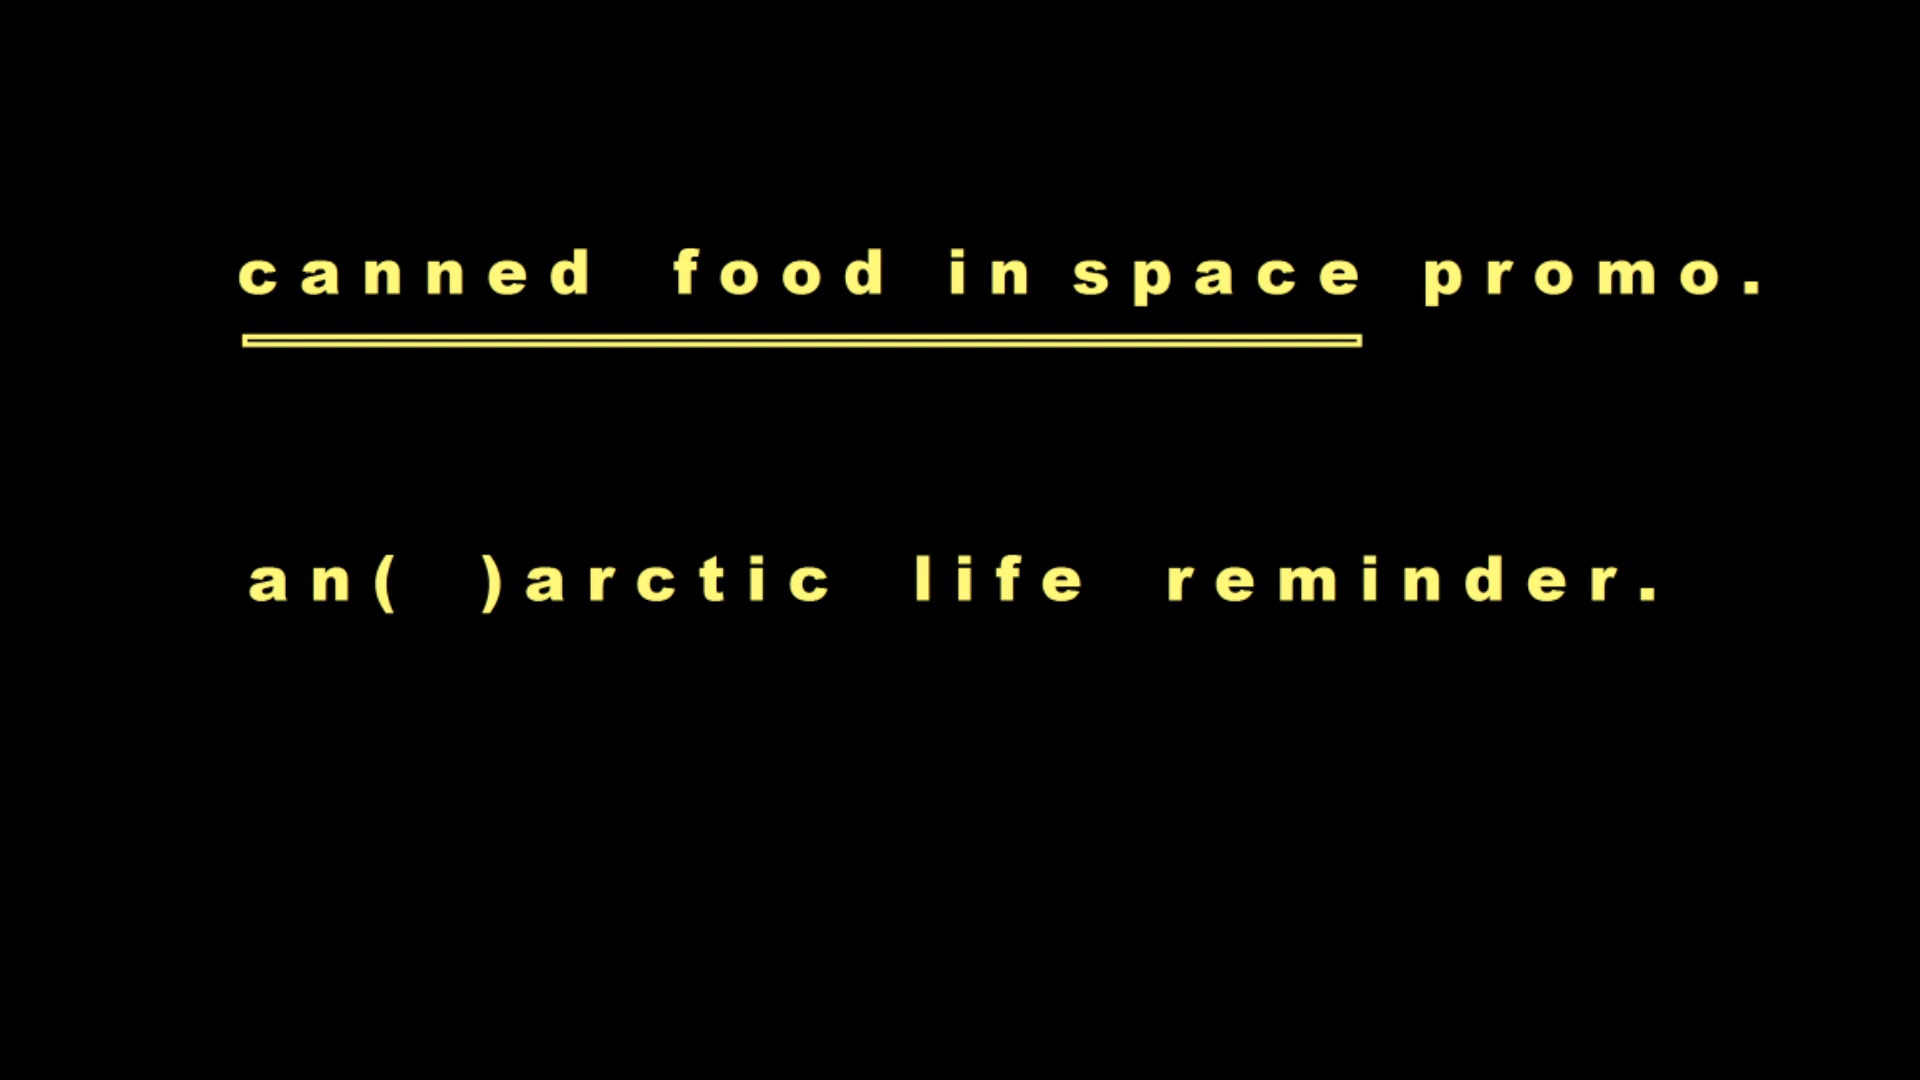 canned food in space promo.
an( )arctic life reminder.